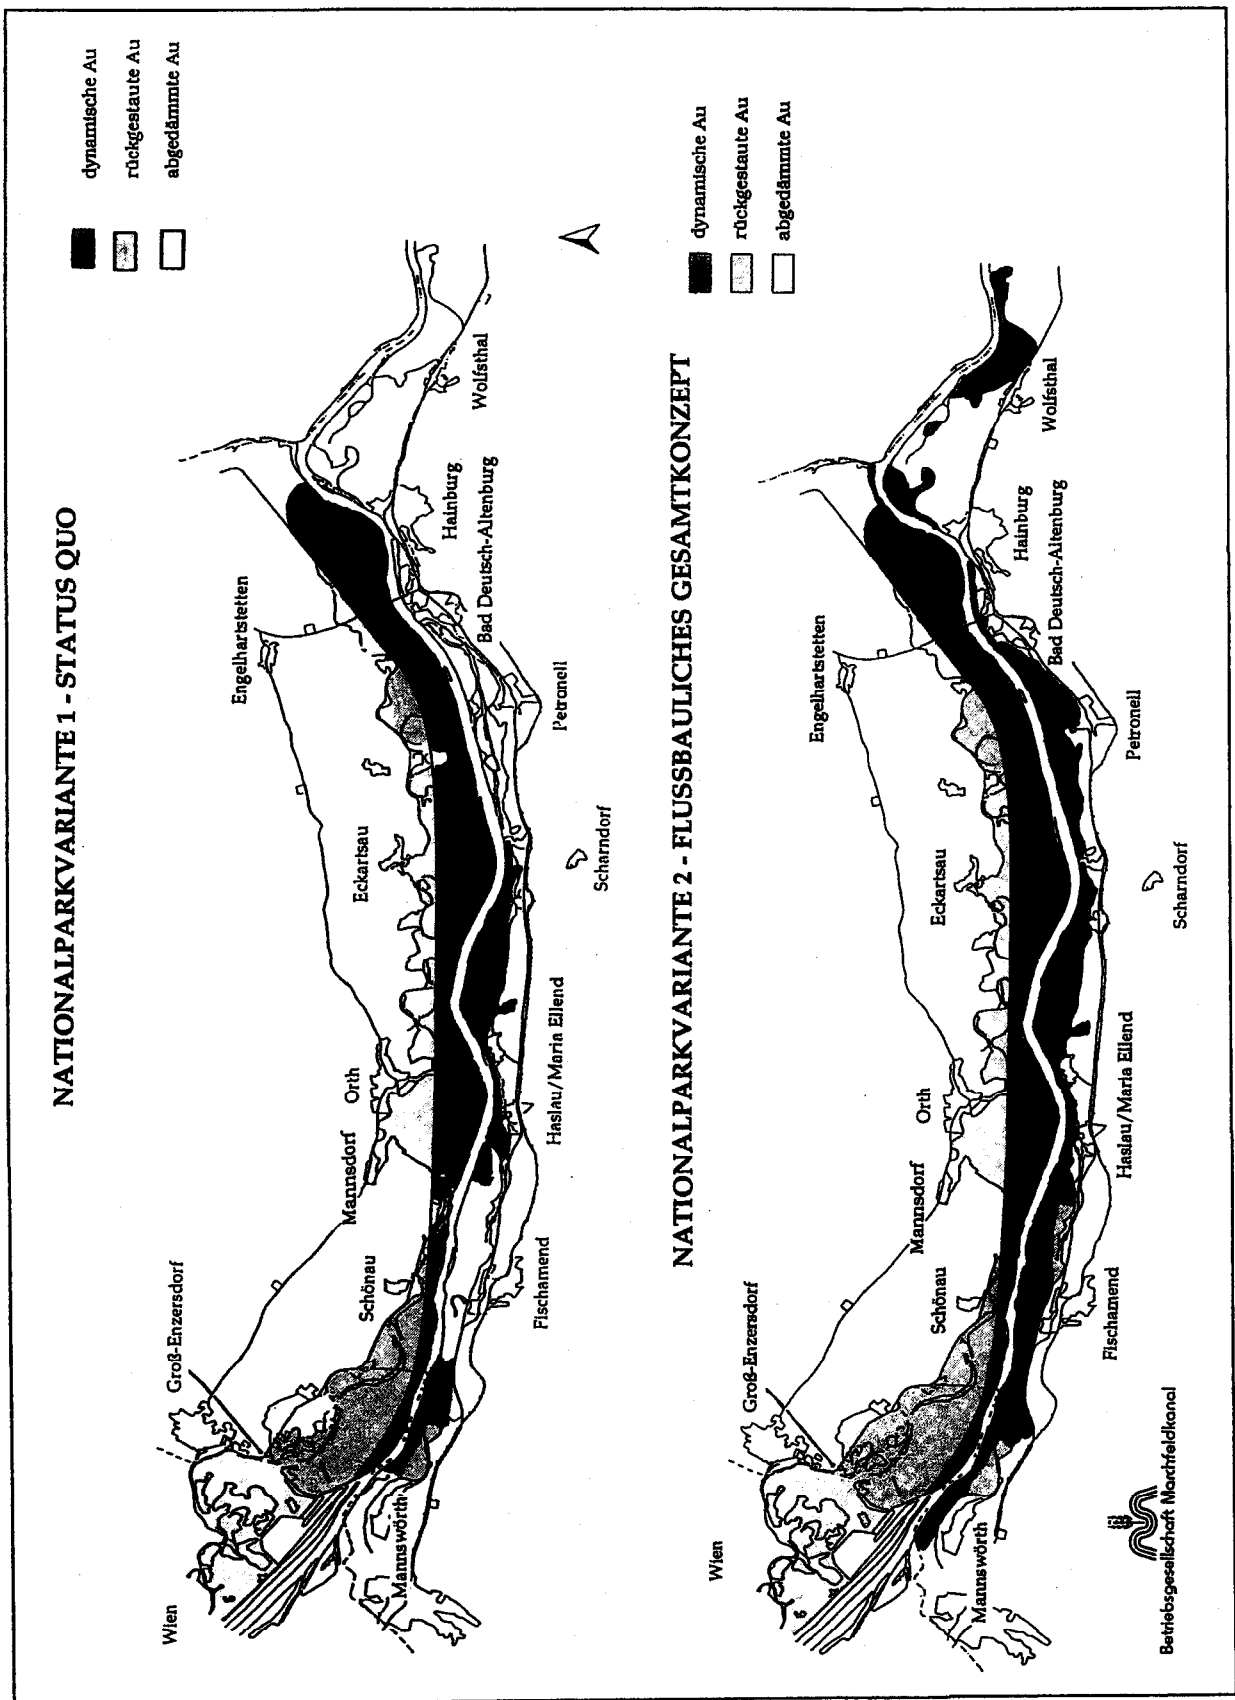 NATIONALPARKVARIANTE 1 - STATUS QUO
dynamische Au
rückgestaute Au
abgedämmte Au
Wien
Groß-Enzersdorf
Schönau
Mannsdorf
Orth
Eckartsau
Engelhartstetten
Mannswörth
Fischamend
Haslau/Maria Ellend
Scharndorf
Petronell
Bad Deutsch-Altenburg
Hainburg
Wolfsthal
NATIONALPARKVARIANTE 2 - FLUSSBAULICHES GESAMTKONZEPT
dynamische Au
rückgestaute Au
abgedämmte Au
Wien
Groß-Enzersdorf
Schönau
Mannsdorf
Orth
Eckartsau
Engelhartstetten
Mannswörth
Fischamend
Haslau/Maria Ellend
Scharndorf
Petronell
Bad Deutsch-Altenburg
Hainburg
Wolfsthal
Betriebsgesellschaft Marchfeldkanal